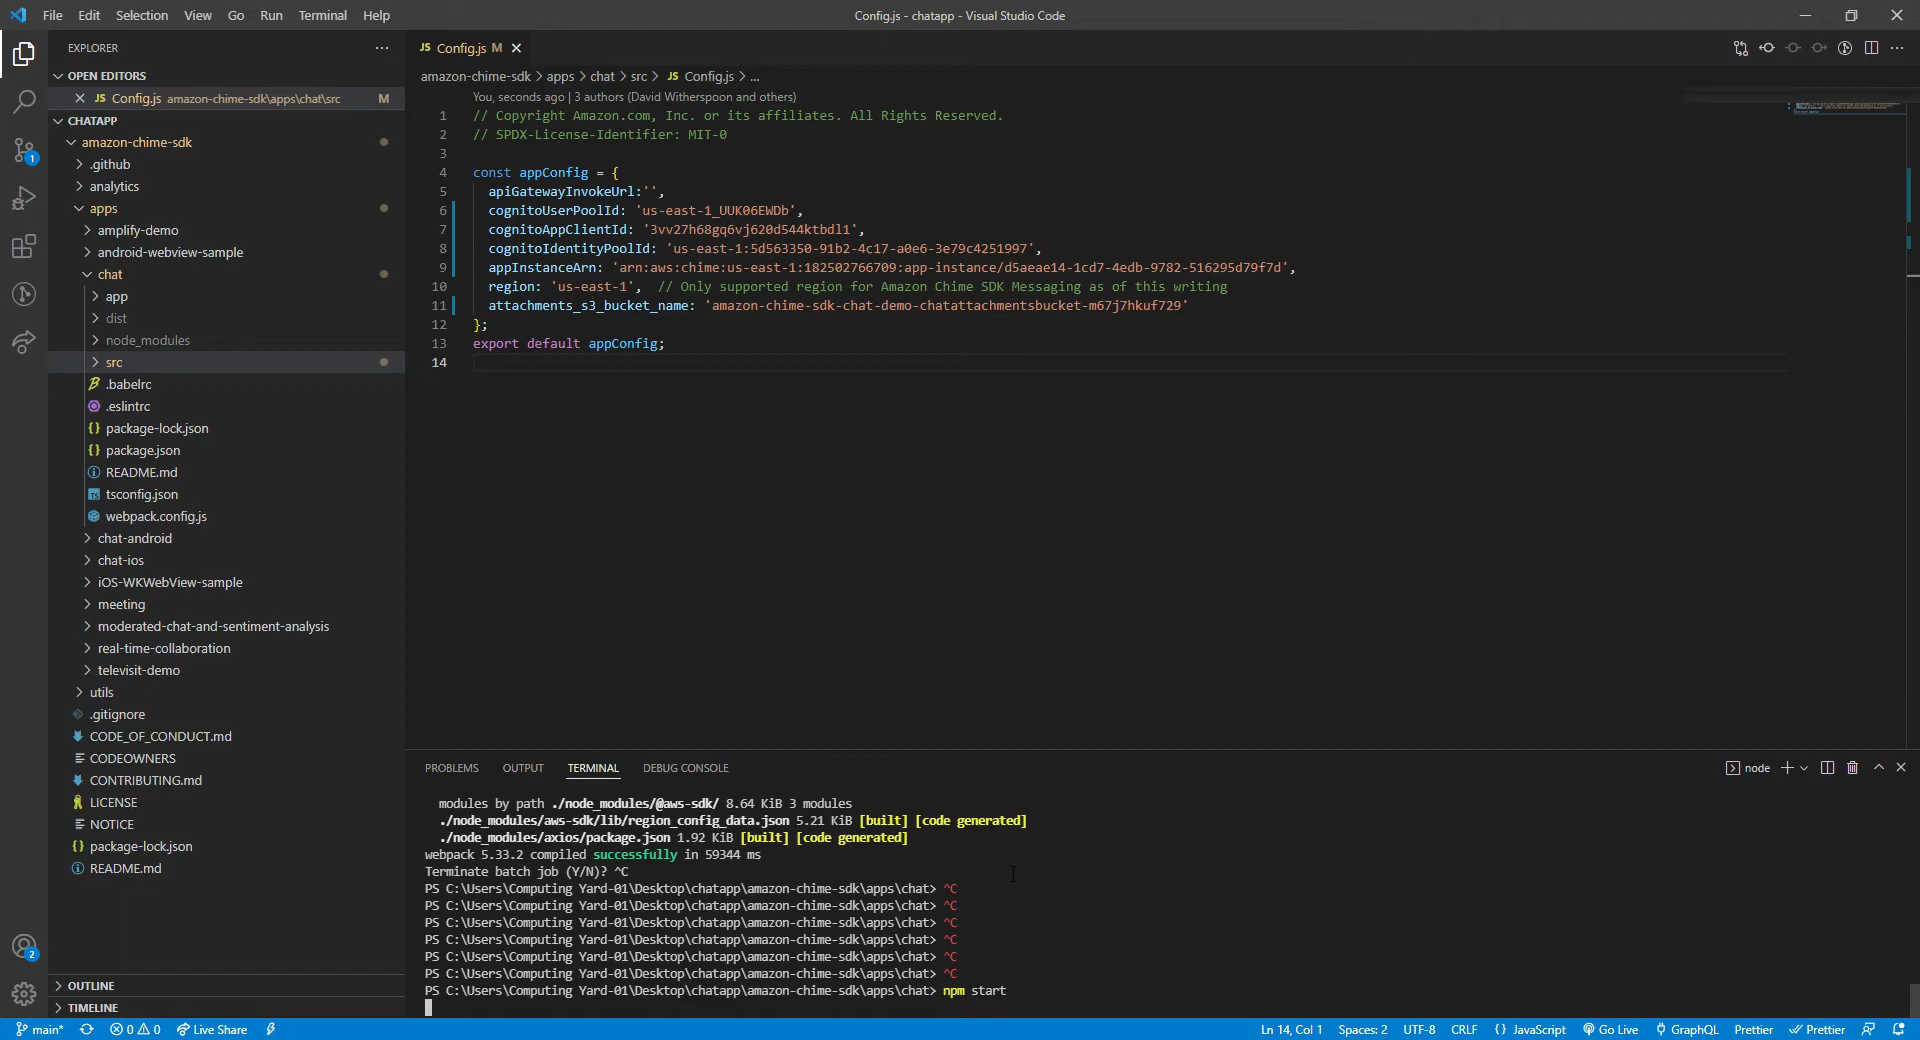 File Edit Selection View Go Run Terminal Help
Config.js - chatapp - Visual Studio Code
EXPLORER
OPEN EDITORS
JS Config.js amazon-chime-sdk\apps\chat\src M
CHATAPP
amazon-chime-sdk
.github
analytics
apps
amplify-demo
android-webview-sample
chat
app
dist
node_modules
src
.babelrc
.eslintrc
package-lock.json
package.json
README.md
tsconfig.json
webpack.config.js
chat-android
chat-ios
iOS-WKWebView-sample
meeting
moderated-chat-and-sentiment-analysis
real-time-collaboration
televisit-demo
utils
.gitignore
CODE_OF_CONDUCT.md
CODEOWNERS
CONTRIBUTING.md
LICENSE
NOTICE
package-lock.json
README.md
OUTLINE
TIMELINE
1
2
JS Config.js M
amazon-chime-sdk > apps > chat > src > JS Config.js > ...
You, seconds ago | 3 authors (David Witherspoon and others)
1 // Copyright Amazon.com, Inc. or its affiliates. All Rights Reserved.
2 // SPDX-License-Identifier: MIT-0
3
4 const appConfig = {
5 apiGatewayInvokeUrl:'',
6 cognitoUserPoolId: 'us-east-1_UUK06EWDb',
7 cognitoAppClientId: '3vv27h68gq6vj620d544ktbdl1',
8 cognitoIdentityPoolId: 'us-east-1:5d563350-91b2-4c17-a0e6-3e79c4251997',
9 appInstanceArn: 'arn:aws:chime:us-east-1:182502766709:app-instance/d5aeae14-1cd7-4edb-9782-516295d79f7d',
10 region: 'us-east-1', // Only supported region for Amazon Chime SDK Messaging as of this writing
11 attachments_s3_bucket_name: 'amazon-chime-sdk-chat-demo-chatattachmentsbucket-m67j7hkuf729'
12 };
13 export default appConfig;
14
PROBLEMS OUTPUT TERMINAL DEBUG CONSOLE
node
modules by path ./node_modules/@aws-sdk/ 8.64 KiB 3 modules
./node_modules/aws-sdk/lib/region_config_data.json 5.21 KiB [built] [code generated]
./node_modules/axios/package.json 1.92 KiB [built] [code generated]
webpack 5.33.2 compiled successfully in 59344 ms
Terminate batch job (Y/N)? ^C
PS C:\Users\Computing Yard-01\Desktop\chatapp\amazon-chime-sdk\apps\chat> ^C
PS C:\Users\Computing Yard-01\Desktop\chatapp\amazon-chime-sdk\apps\chat> ^C
PS C:\Users\Computing Yard-01\Desktop\chatapp\amazon-chime-sdk\apps\chat> ^C
PS C:\Users\Computing Yard-01\Desktop\chatapp\amazon-chime-sdk\apps\chat> ^C
PS C:\Users\Computing Yard-01\Desktop\chatapp\amazon-chime-sdk\apps\chat> ^C
PS C:\Users\Computing Yard-01\Desktop\chatapp\amazon-chime-sdk\apps\chat> ^C
PS C:\Users\Computing Yard-01\Desktop\chatapp\amazon-chime-sdk\apps\chat> npm start
main* 0 0 Live Share
Ln 14, Col 1 Spaces: 2 UTF-8 CRLF {} JavaScript Go Live GraphQL Prettier Prettier